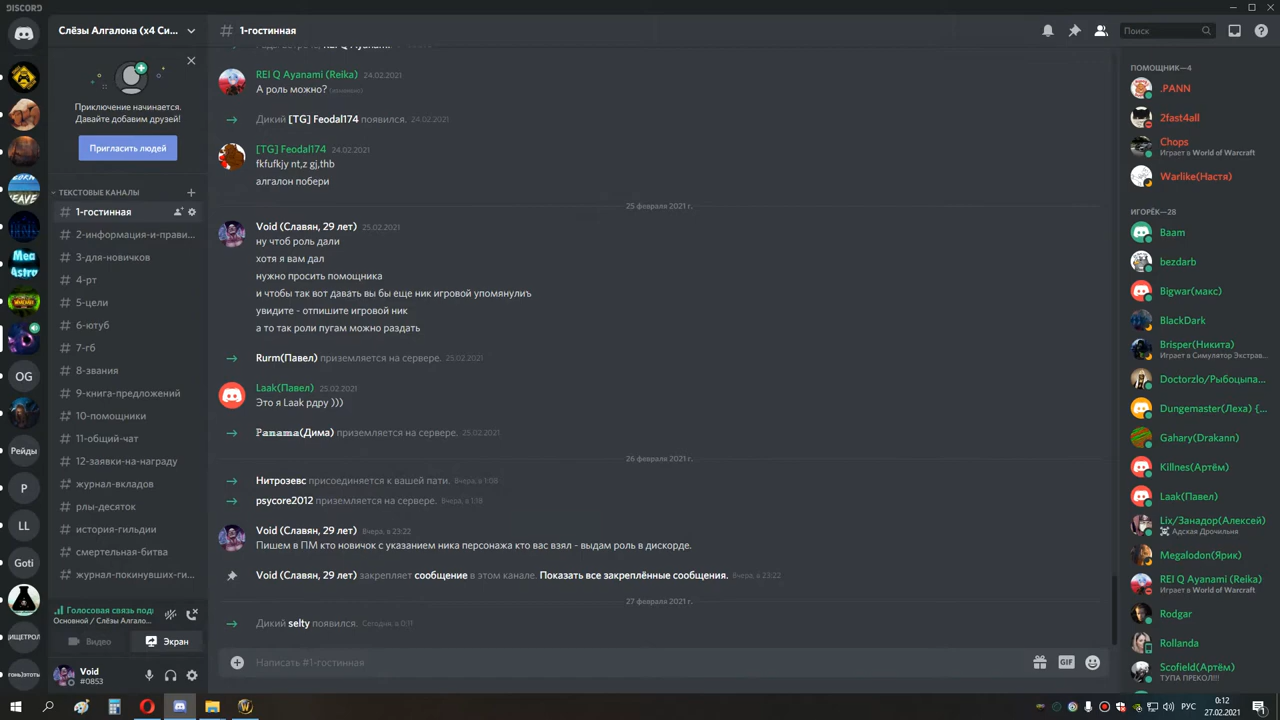 DISCORD
Слёзы Алгалона (x4 Си...
1-гостинная
Поиск
Приключение начинается.
Давайте добавим друзей!
Пригласить людей
ТЕКСТОВЫЕ КАНАЛЫ
1-гостинная
2-информация-и-прави...
3-для-новичков
4-рт
5-цели
6-ютуб
7-гб
8-звания
9-книга-предложений
10-помощники
11-общий-чат
12-заявки-на-награду
журнал-вкладов
рлы-десяток
история-гильдии
смертельная-битва
журнал-покинувших-ги...
OG
Рейды
P
LL
Goti
Голосовая связь под
Основной / Слёзы Алгало...
Видео
Экран
Void
#0853
REI Q Ayanami (Reika) 24.02.2021
А роль можно? (изменено)
Дикий [TG] Feodal174 появился. 24.02.2021
[TG] Feodal174 24.02.2021
fkfufkjy nt,z gj,thb
алгалон побери
25 февраля 2021 г.
Void (Славян, 29 лет) 25.02.2021
ну чтоб роль дали
хотя я вам дал
нужно просить помощника
и чтобы так вот давать вы бы еще ник игровой упомянулиъ
увидите - отпишите игровой ник
а то так роли пугам можно раздать
Rurm(Павел) приземляется на сервере. 25.02.2021
Laak(Павел) 25.02.2021
Это я Laak рдру )))
Panama(Дима) приземляется на сервере. 25.02.2021
26 февраля 2021 г.
Нитрозевс присоединяется к вашей пати. Вчера, в 1:08
psycore2012 приземляется на сервере. Вчера, в 1:18
Void (Славян, 29 лет) Вчера, в 23:22
Пишем в ПМ кто новичок с указанием ника персонажа кто вас взял - выдам роль в дискорде.
Void (Славян, 29 лет) закрепляет сообщение в этом канале. Показать все закреплённые сообщения. Вчера, в 23:22
27 февраля 2021 г.
Дикий selty появился. Сегодня, в 0:11
Написать #1-гостинная
GIF
ПОМОЩНИК—4
.PANN
2fast4all
Chops
Играет в World of Warcraft
Warlike(Настя)
ИГОРЁК—28
Baam
bezdarb
Bigwar(макс)
BlackDark
Brisper(Никита)
Играет в Симулятор Экстрав...
Doctorzlo/Рыбоцыпа...
Dungemaster(Леха) {...
Gahary(Drakann)
Killnes(Артём)
Laak(Павел)
Lix/Занадор(Алексей)
Адская Дрочильня
Megalodon(Ярик)
REI Q Ayanami (Reika)
Играет в World of Warcraft
Rodgar
Rollanda
Scofield(Артём)
ТУПА ПРЕКОЛ!!!
РУС
0:12
27.02.2021